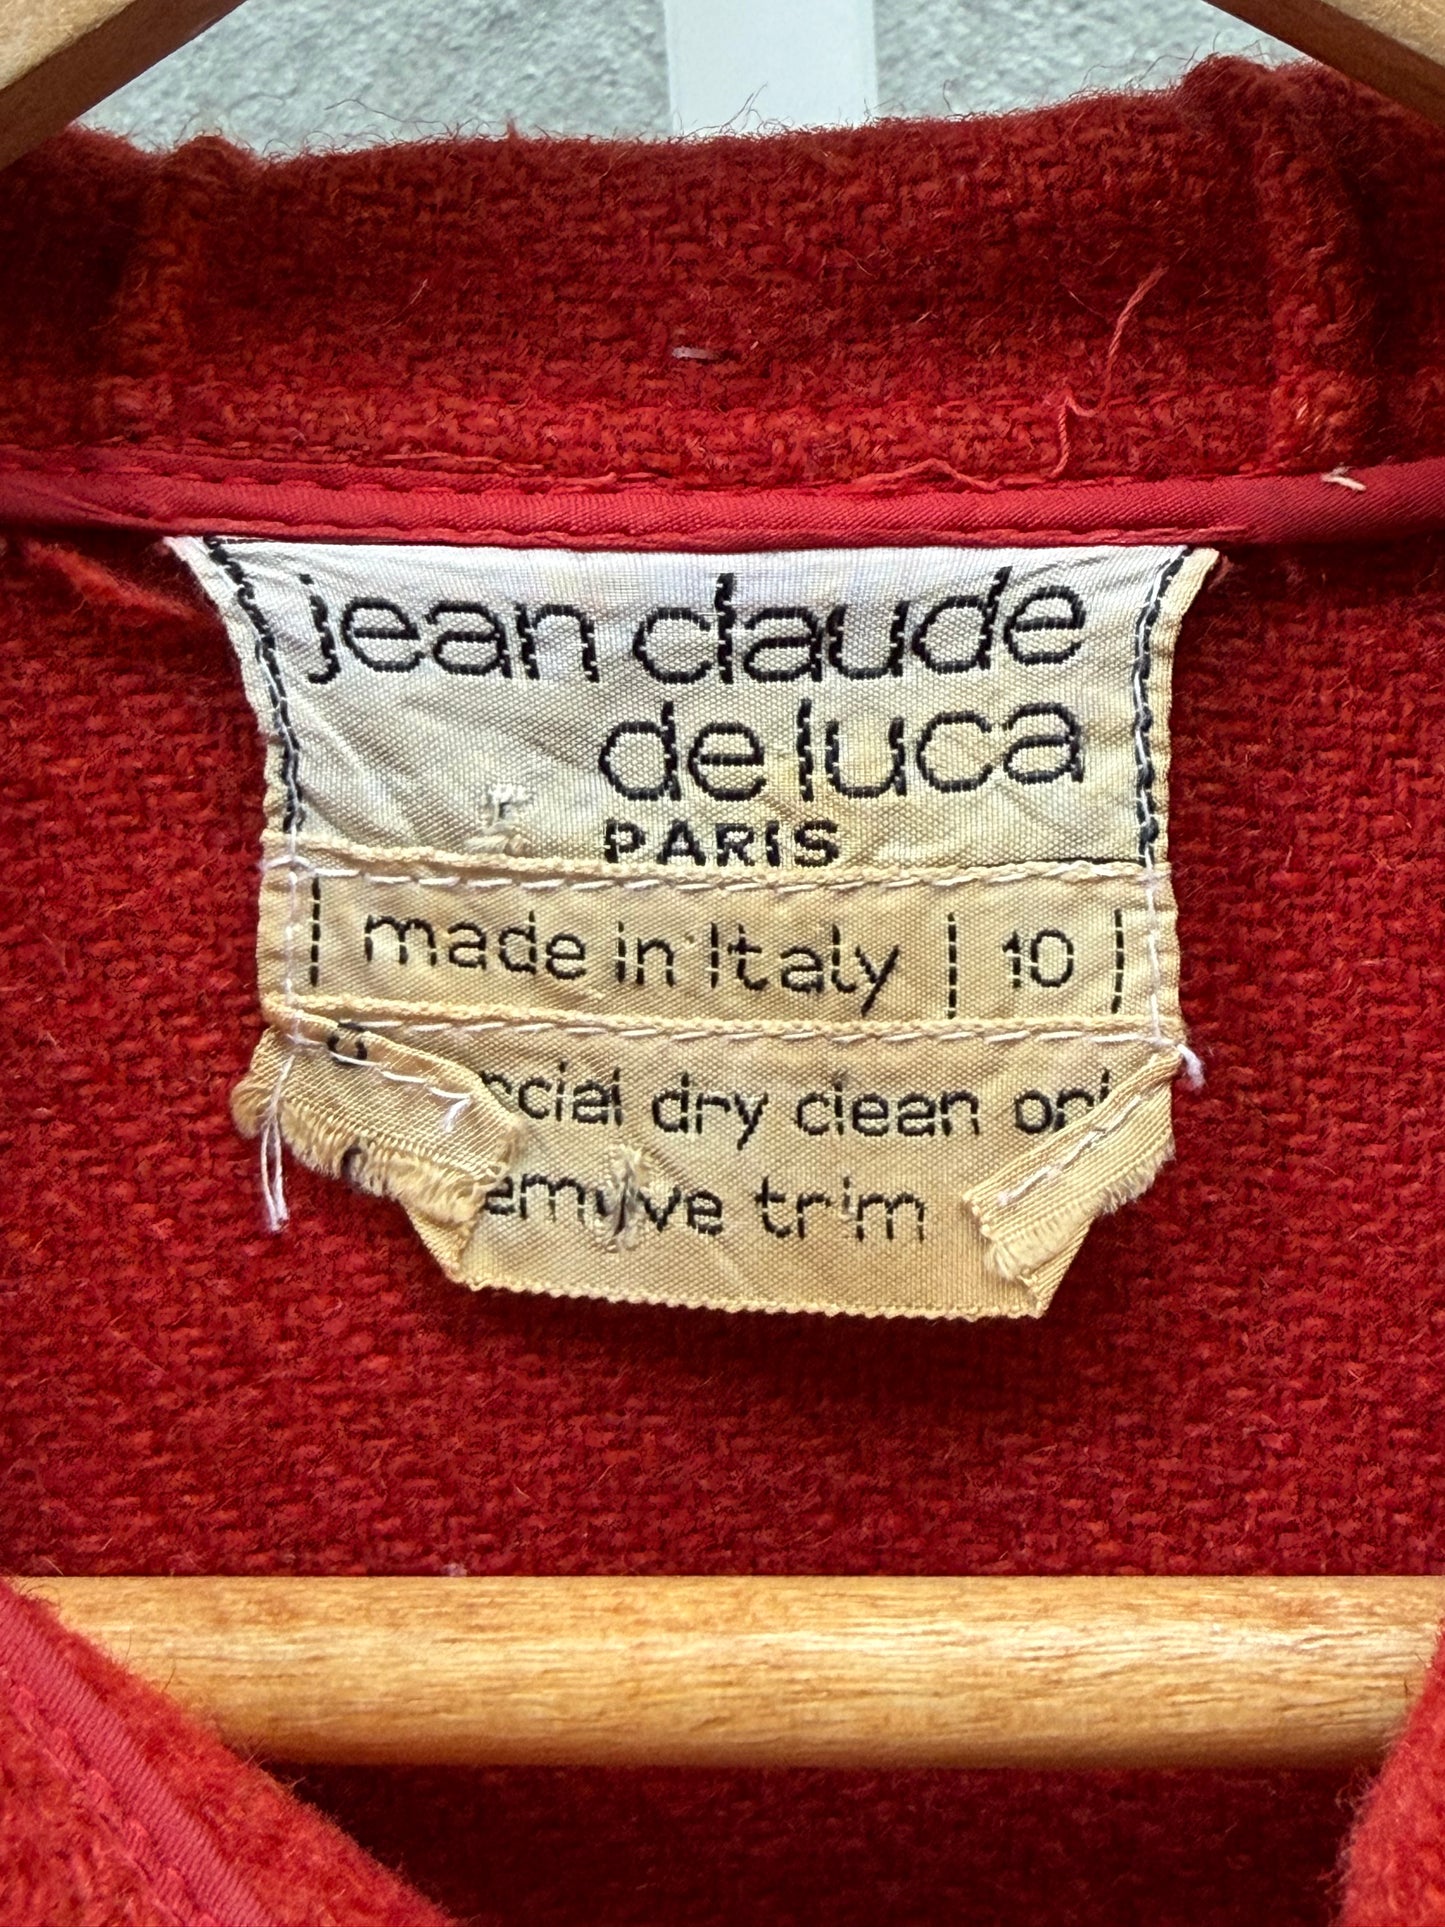 jean claude
de luca
PARIS
| made in Italy | 10 |
dry clean
trim